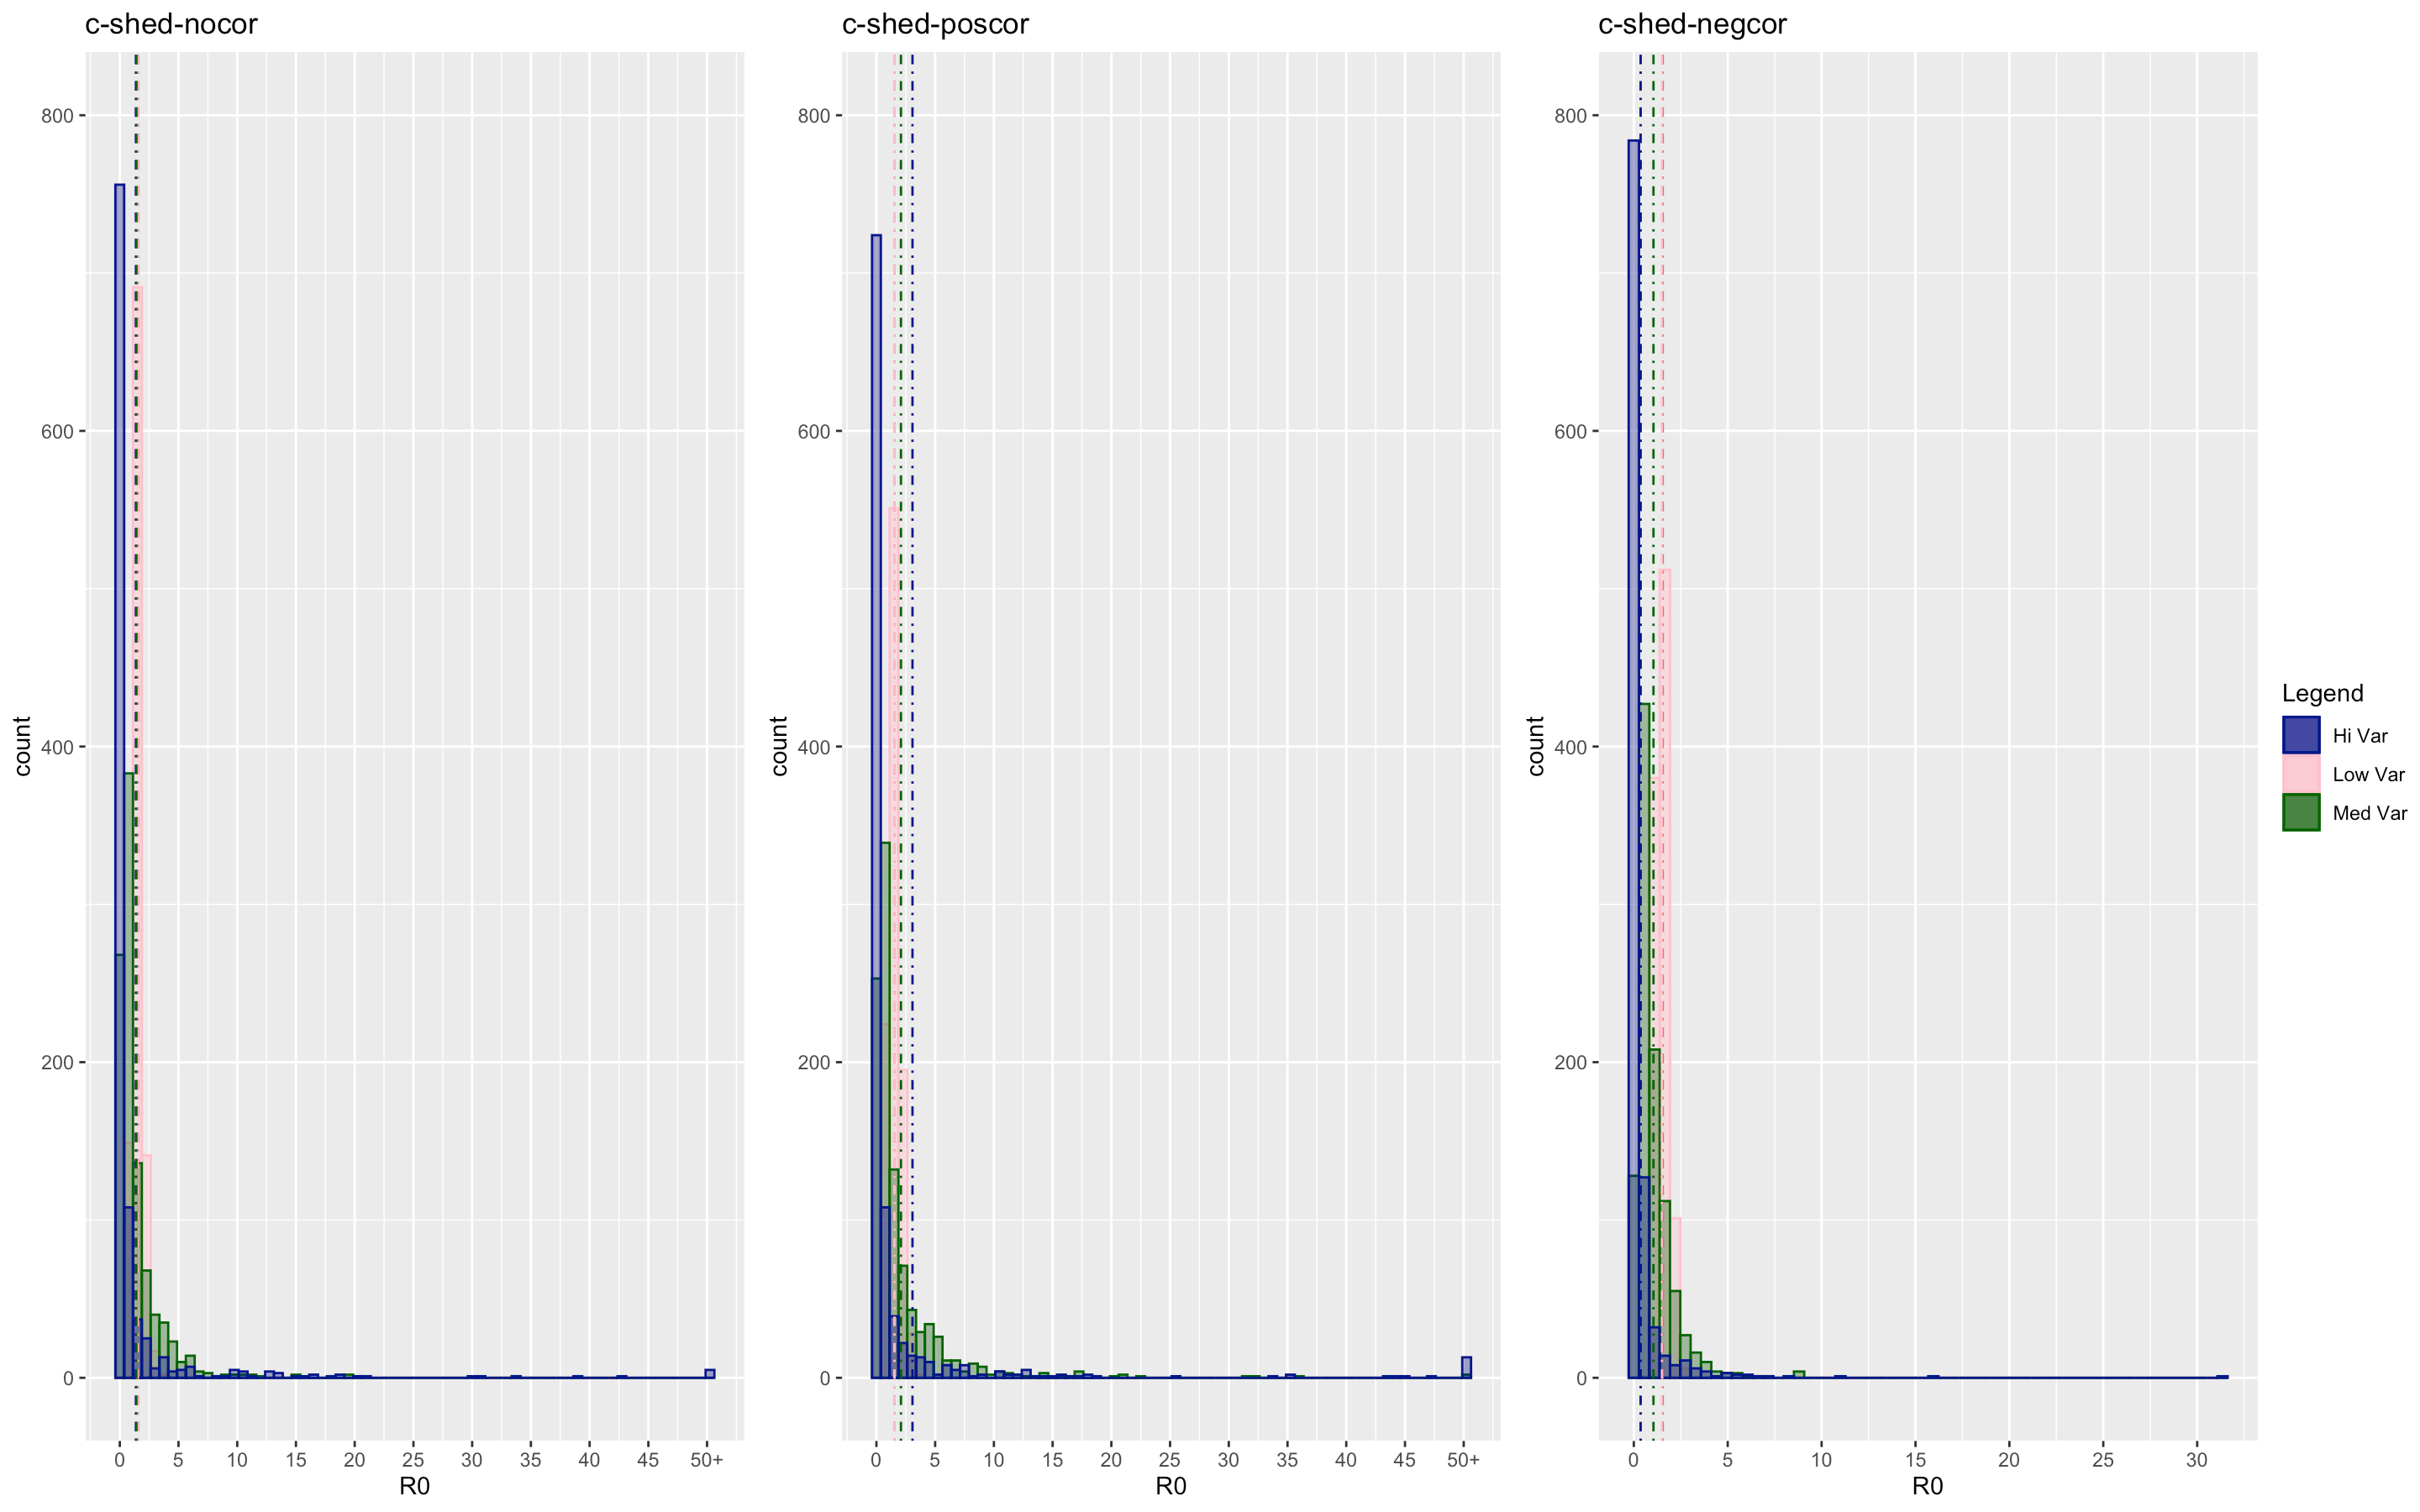 c-shed-nocor
800
600
400
200
0
count
0 5 10 15 20 25 30 35 40 45 50+
R0
c-shed-poscor
800
600
400
200
0
count
0 5 10 15 20 25 30 35 40 45 50+
R0
c-shed-negcor
800
600
400
200
0
count
0 5 10 15 20 25 30
R0
Legend
Hi Var
Low Var
Med Var